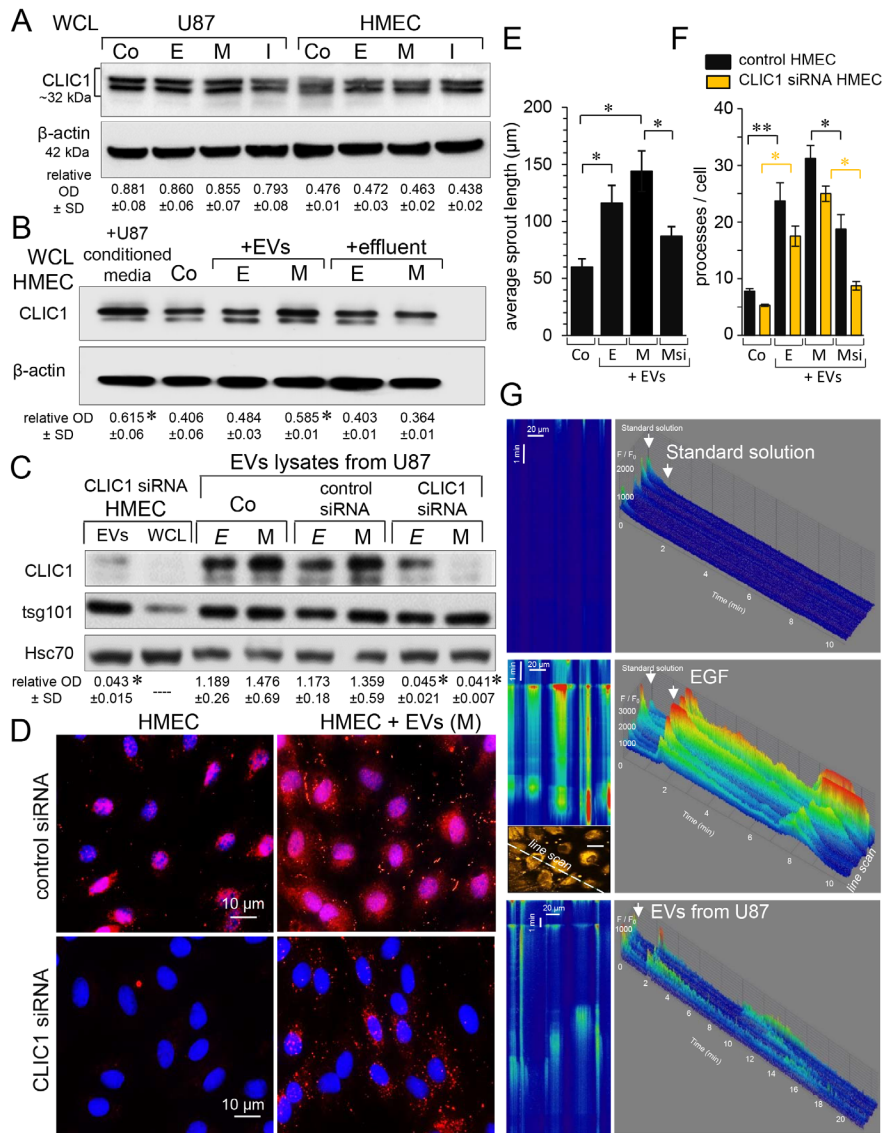 A
WCL
U87
HMEC
Co E M I Co E M I
CLIC1
~32 kDa
β-actin
42 kDa
relative
OD 0.881 0.860 0.855 0.793 0.476 0.472 0.463 0.438
± SD ±0.08 ±0.06 ±0.07 ±0.08 ±0.01 ±0.03 ±0.02 ±0.02
B
WCL
HMEC
+U87
conditioned
media
Co
+EVs
+effluent
E M E M
CLIC1
β-actin
relative OD 0.615* 0.406 0.484 0.585* 0.403 0.364
± SD ±0.06 ±0.06 ±0.03 ±0.01 ±0.01 ±0.01
C
EVs lysates from U87
CLIC1 siRNA
HMEC
Co
control
siRNA
CLIC1
siRNA
EVs WCL E M E M E M
CLIC1
tsg101
Hsc70
relative OD 0.043* 1.189 1.476 1.173 1.359 0.045* 0.041*
± SD ±0.015 ---- ±0.26 ±0.69 ±0.18 ±0.59 ±0.021 ±0.007
D
HMEC
HMEC + EVs (M)
control siRNA
10 µm
10 µm
CLIC1 siRNA
10 µm
10 µm
E
average sprout length (µm)
200
150
100
50
0
*
*
*
Co E M Msi
+ EVs
F
control HMEC
CLIC1 siRNA HMEC
processes / cell
40
30
20
10
0
**
*
*
*
Co E M Msi
+ EVs
G
20 µm
1 min
Standard solution
Standard solution
F / F₀
2000
1000
0
2
4
6
8
10
Time (min)
20 µm
1 min
line scan
Standard solution
EGF
F / F₀
3000
2000
1000
0
2
4
6
8
10
Time (min)
line scan
20 µm
1 min
EVs from U87
F / F₀
1000
0
2
4
6
8
10
12
14
16
18
20
Time (min)